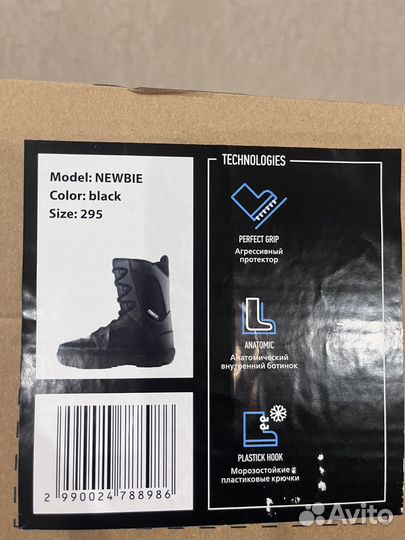 Model: NEWBIE
Color: black
Size: 295
2 990024 788986
TECHNOLOGIES
PERFECT GRIP
Агрессивный
протектор
ANATOMIC
Анатомический
внутренний ботинок
PLASTICK HOOK
Морозостойкие
пластиковые крючки
Avito